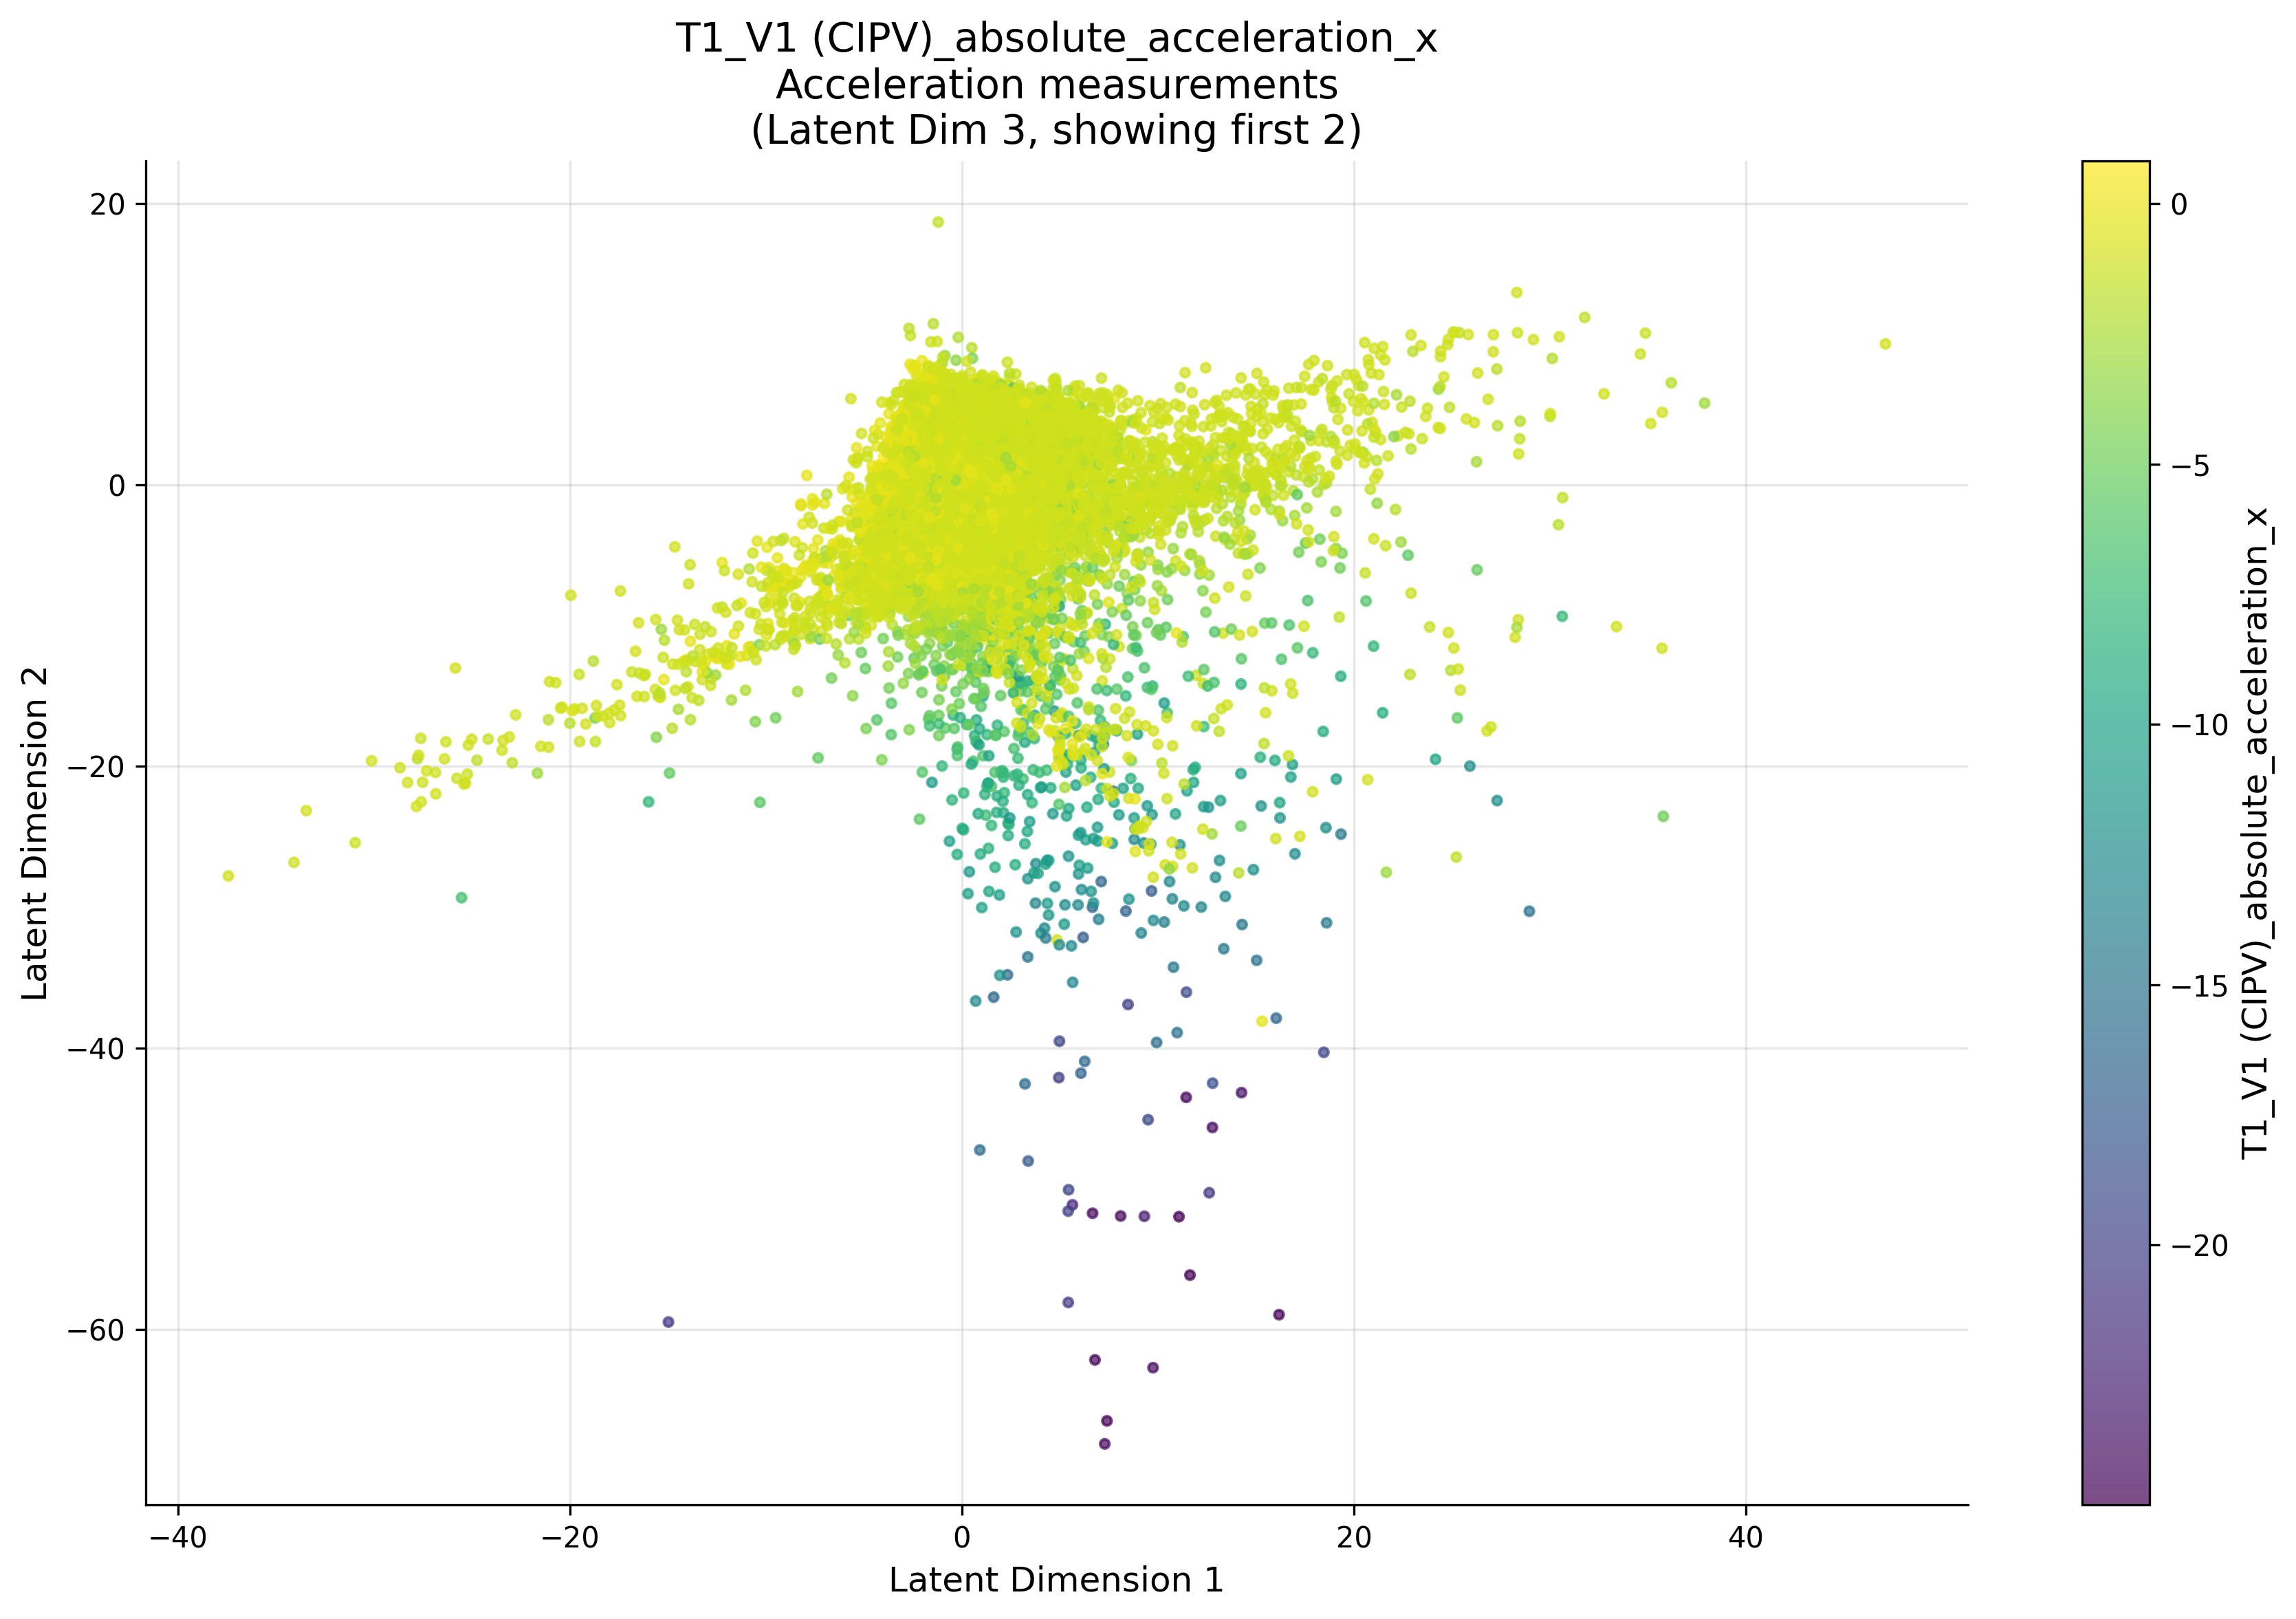 T1_V1 (CIPV)_absolute_acceleration_x
Acceleration measurements
(Latent Dim 3, showing first 2)
20
0
−20
−40
−60
Latent Dimension 2
−40
−20
0
20
40
Latent Dimension 1
0
−5
−10
−15
−20
T1_V1 (CIPV)_absolute_acceleration_x